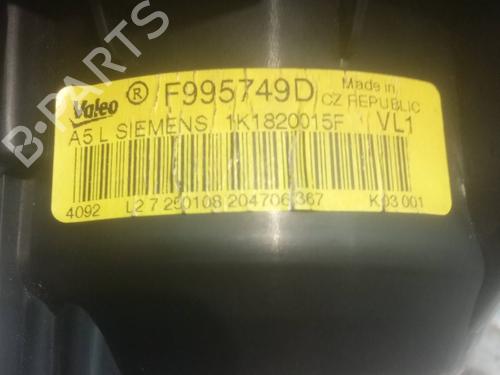 B-PARTS
Valeo ® F995749D Made in
CZ REPUBLIC
A5 L SIEMENS 1K1820015F VL1
4092 L2 7 250108 204706 367 K03 001